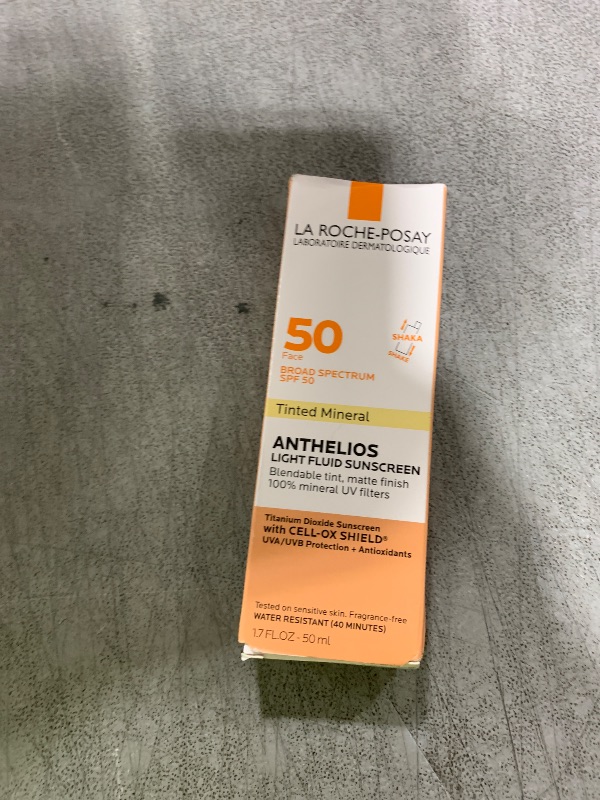 LA ROCHE-POSAY
LABORATOIRE DERMATOLOGIQUE
50
Face
BROAD SPECTRUM
SPF 50
SHAKA
SHAKE
Tinted Mineral
ANTHELIOS
LIGHT FLUID SUNSCREEN
Blendable tint, matte finish
100% mineral UV filters
Titanium Dioxide Sunscreen
with CELL-OX SHIELD®
UVA/UVB Protection + Antioxidants
Tested on sensitive skin. Fragrance-free
WATER RESISTANT (40 MINUTES)
1.7 FL.OZ - 50 ml